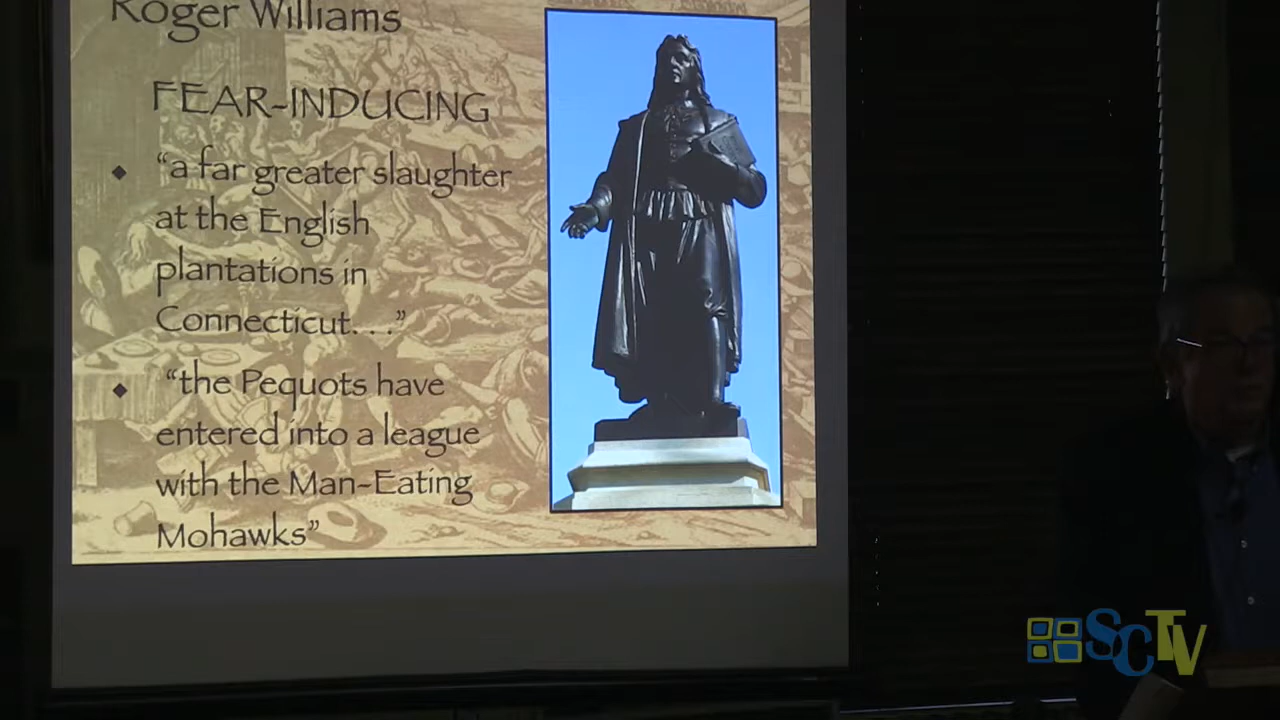 Roger Williams
FEAR-INDUCING
“a far greater slaughter
at the English
plantations in
Connecticut. . .”
“the Pequots have
entered into a league
with the Man-Eating
Mohawks”
SCTV